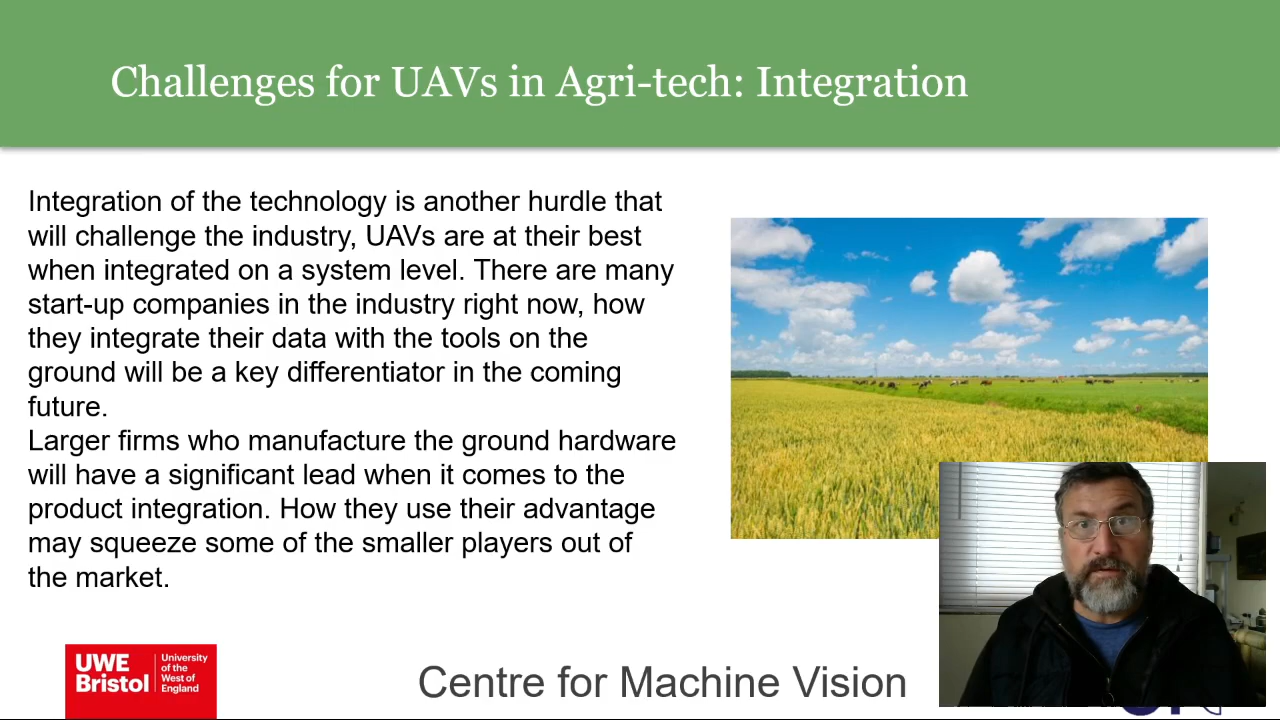 Challenges for UAVs in Agri-tech: Integration
Integration of the technology is another hurdle that
will challenge the industry, UAVs are at their best
when integrated on a system level. There are many
start-up companies in the industry right now, how
they integrate their data with the tools on the
ground will be a key differentiator in the coming
future.
Larger firms who manufacture the ground hardware
will have a significant lead when it comes to the
product integration. How they use their advantage
may squeeze some of the smaller players out of
the market.
UWE
Bristol
University
of the
West of
England
Centre for Machine Vision